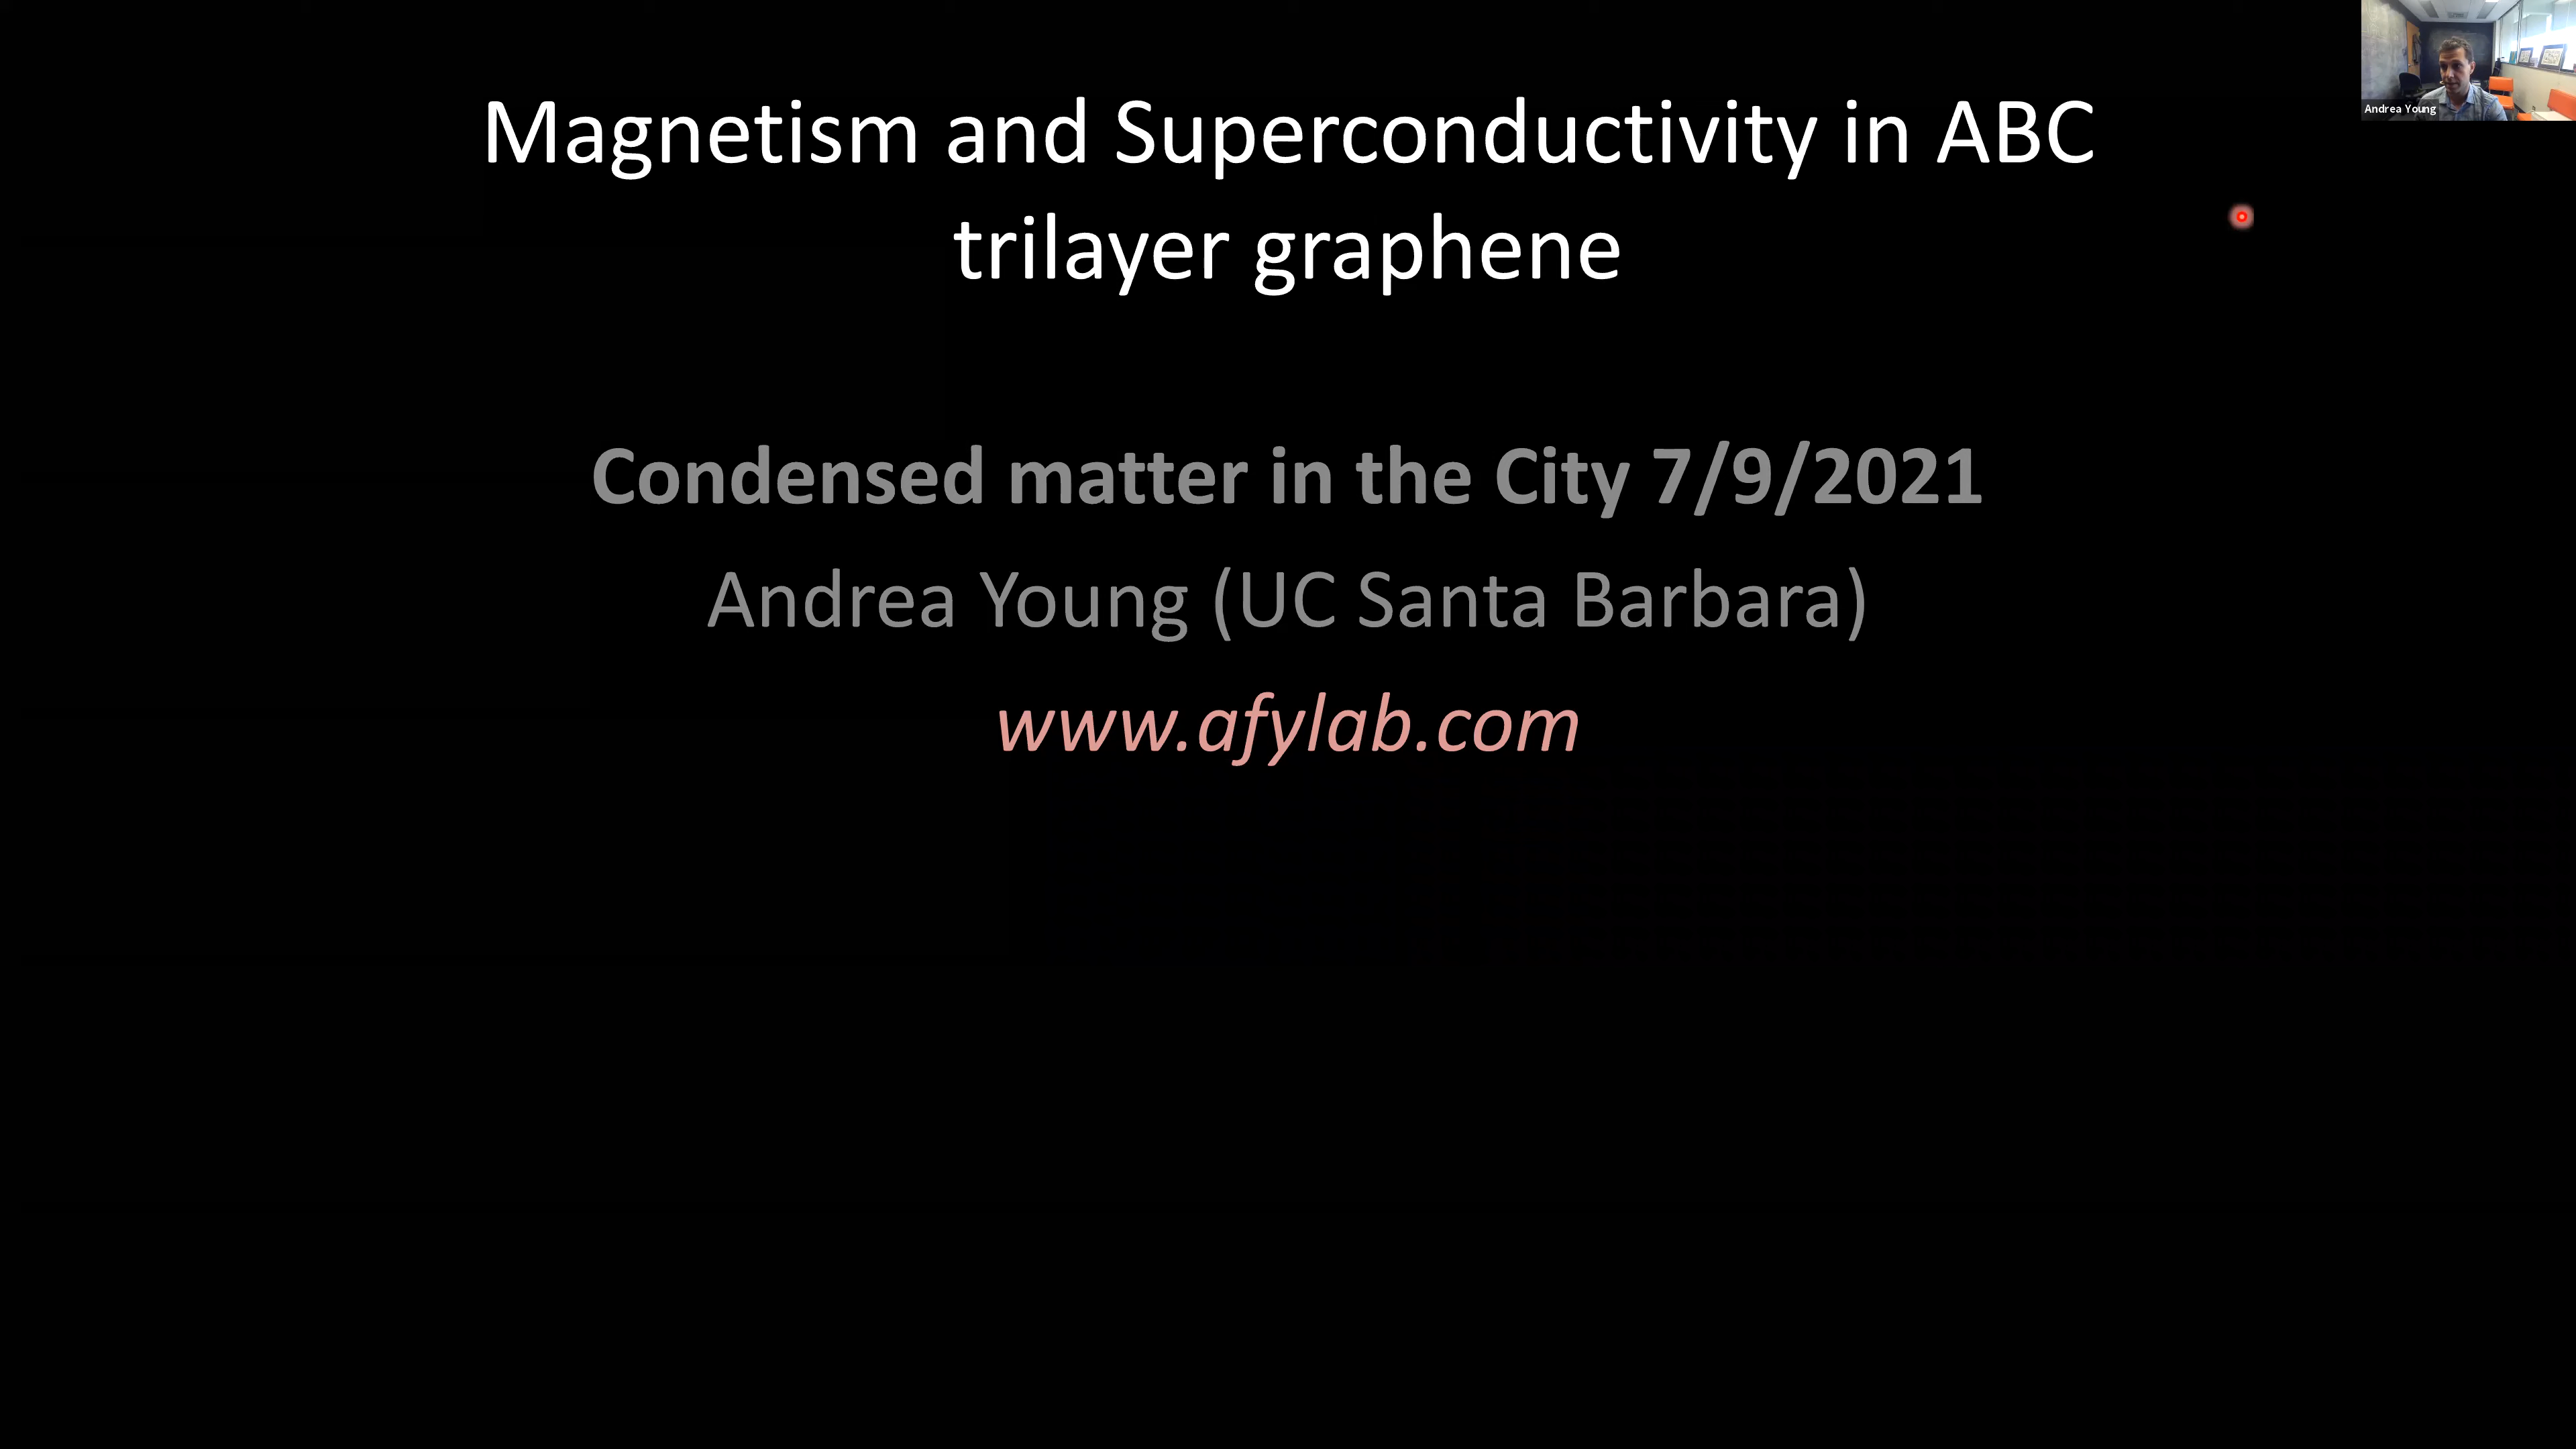 Magnetism and Superconductivity in ABC
trilayer graphene
Condensed matter in the City 7/9/2021
Andrea Young (UC Santa Barbara)
www.afylab.com
Andrea Young